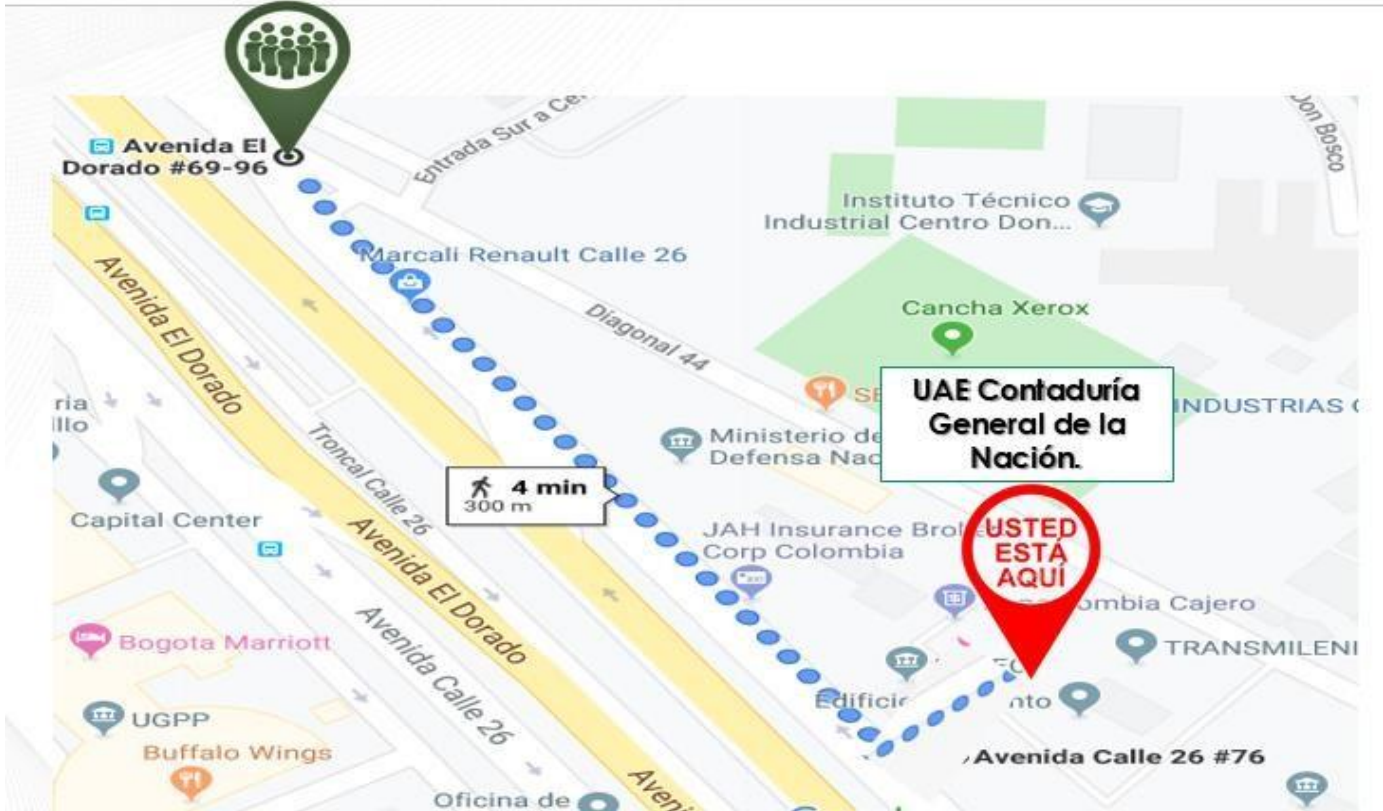 Avenida El
Dorado #69-96
Entrada Sur a Ce
Don Bosco
Instituto Técnico
Industrial Centro Don...
Marcali Renault Calle 26
Cancha Xerox
Diagonal 44
Avenida El Dorado
UAE Contaduría
General de la
Nación.
INDUSTRIAS
Ministerio de
Defensa
Troncal Calle 26
4 min
300 m
Capital Center
JAH Insurance
Corp Colombia
USTED
ESTÁ
AQUÍ
Avenida El Dorado
Cajero
Bogota Marriott
TRANSMILENI
Avenida Calle 26
UGPP
Buffalo Wings
Avenida Calle 26 #76
Oficina de